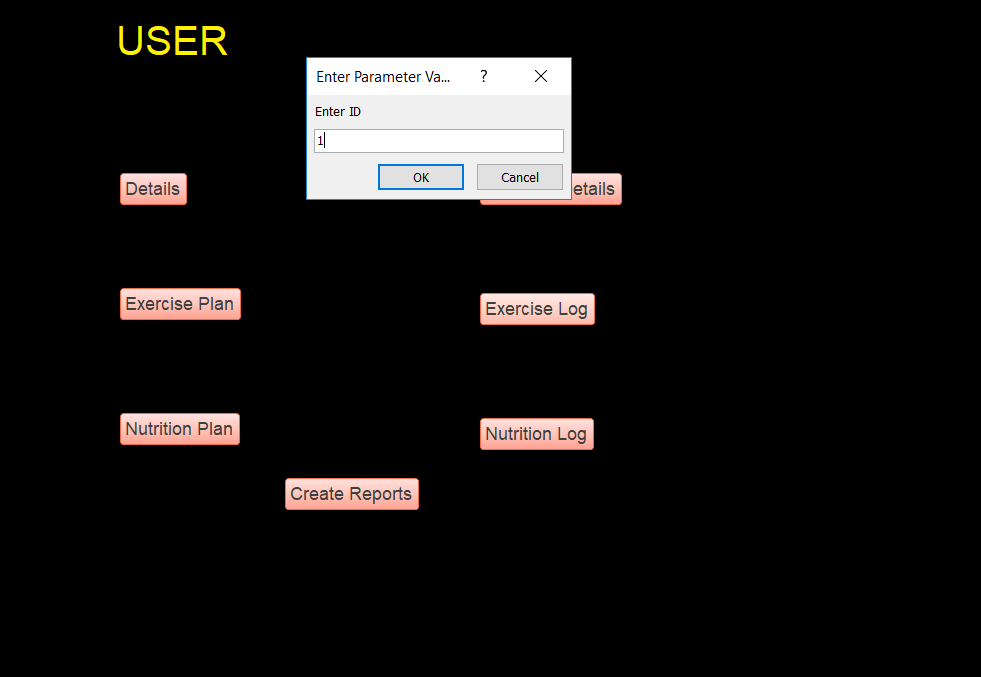 USER
Enter Parameter Va... ?
Enter ID
1
OK Cancel
Details
Exercise Plan Exercise Log
Nutrition Plan Nutrition Log
Create Reports